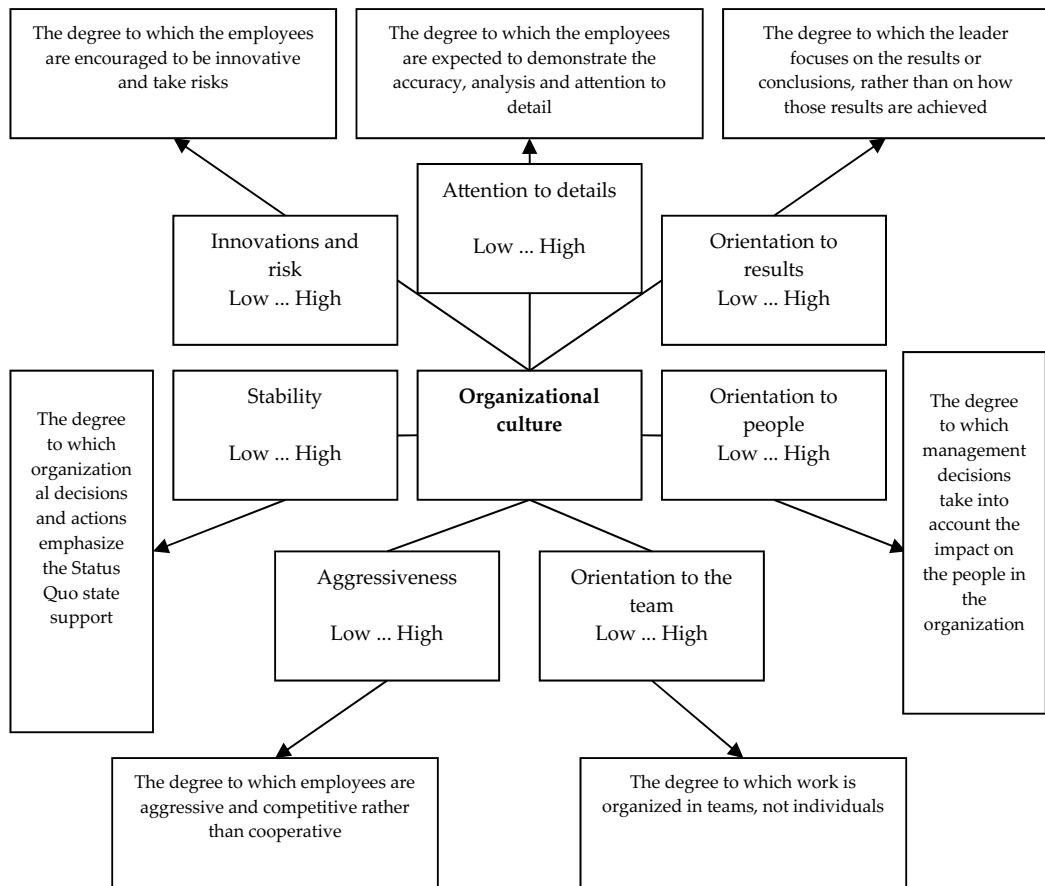 The degree to which the employees
are encouraged to be innovative
and take risks
The degree to which the employees
are expected to demonstrate the
accuracy, analysis and attention to
detail
The degree to which the leader
focuses on the results or
conclusions, rather than on how
those results are achieved
Attention to details
Low ... High
Innovations and
risk
Low ... High
Orientation to
results
Low ... High
The degree
to which
organization
al decisions
and actions
emphasize
the Status
Quo state
support
Stability
Low ... High
Organizational
culture
Orientation to
people
Low ... High
The degree
to which
management
decisions
take into
account the
impact on
the people in
the
organization
Aggressiveness
Low ... High
Orientation to the
team
Low ... High
The degree to which employees are
aggressive and competitive rather
than cooperative
The degree to which work is
organized in teams, not individuals